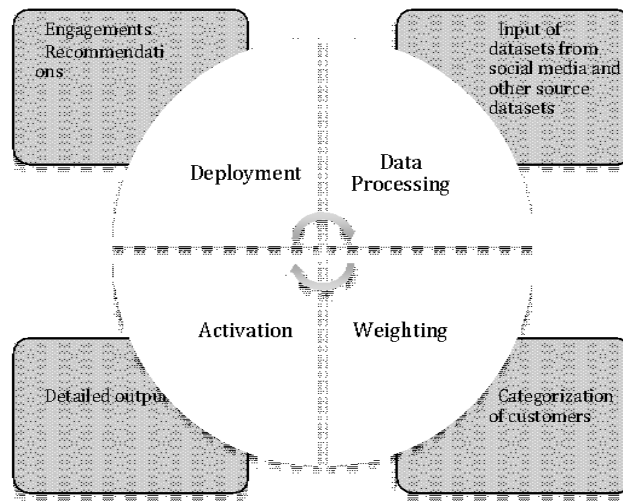 Engagements
Recommendati
ons
Input of
datasets from
social media and
other source
datasets
Deployment
Data
Processing
Activation
Weighting
Detailed outpu
Categorization
of customers